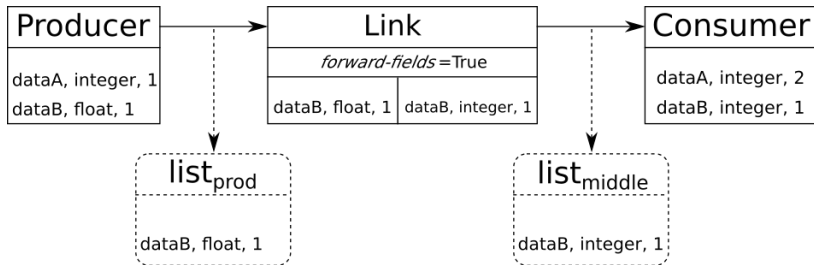 Producer
dataA, integer, 1
dataB, float, 1
Link
forward-fields=True
dataB, float, 1
dataB, integer, 1
Consumer
dataA, integer, 2
dataB, integer, 1
listprod
dataB, float, 1
listmiddle
dataB, integer, 1